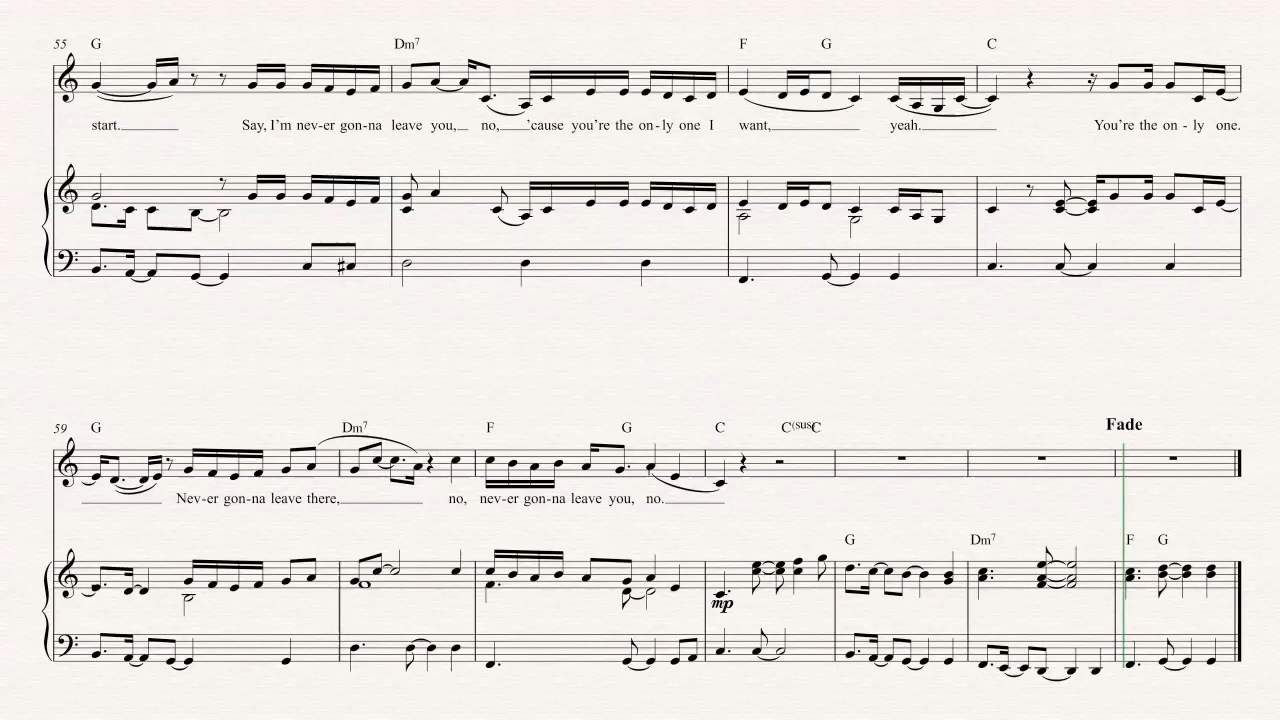 55 G Dm7 F G C
start. Say, I'm nev-er gon-na leave you, no, 'cause you're the on-ly one I want, yeah. You're the on - ly one.
Fade
59 G Dm7 F G C C(sus C
Nev-er gon-na leave there, no, nev-er gon-na leave you, no.
G Dm7 F G
mp